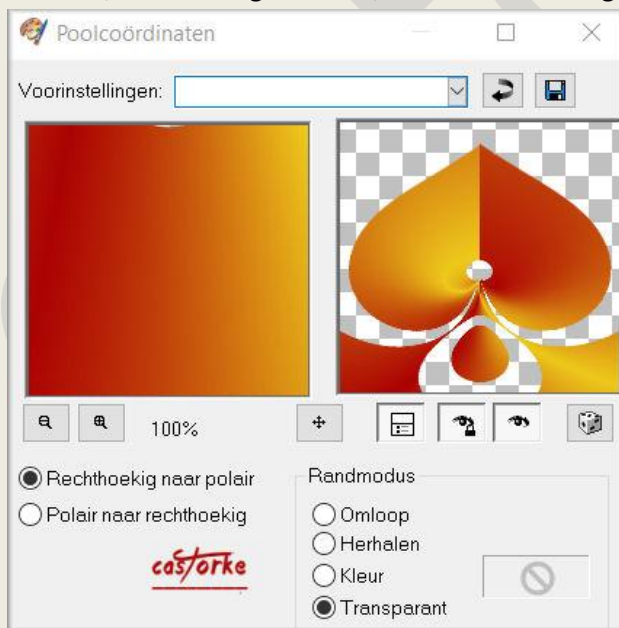 Poolcoördinaten
Voorinstellingen:
100%
Rechthoekig naar polair
Polair naar rechthoekig
castorke
Randmodus
Omloop
Herhalen
Kleur
Transparant